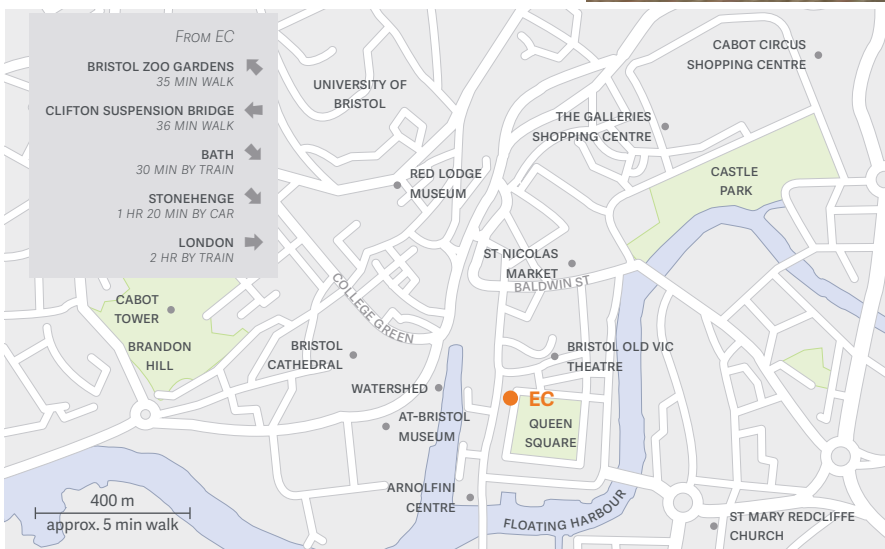 FROM EC
BRISTOL ZOO GARDENS
35 MIN WALK
CLIFTON SUSPENSION BRIDGE
36 MIN WALK
BATH
30 MIN BY TRAIN
STONEHENGE
1 HR 20 MIN BY CAR
LONDON
2 HR BY TRAIN
UNIVERSITY OF
BRISTOL
CABOT CIRCUS
SHOPPING CENTRE
THE GALLERIES
SHOPPING CENTRE
RED LODGE
MUSEUM
CASTLE
PARK
ST NICOLAS
MARKET
BALDWIN ST
COLLEGE GREEN
CABOT
TOWER
BRANDON
HILL
BRISTOL
CATHEDRAL
BRISTOL OLD VIC
THEATRE
WATERSHED
EC
AT-BRISTOL
MUSEUM
QUEEN
SQUARE
ARNOLFINI
CENTRE
FLOATING HARBOUR
ST MARY REDCLIFFE
CHURCH
400 m
approx. 5 min walk